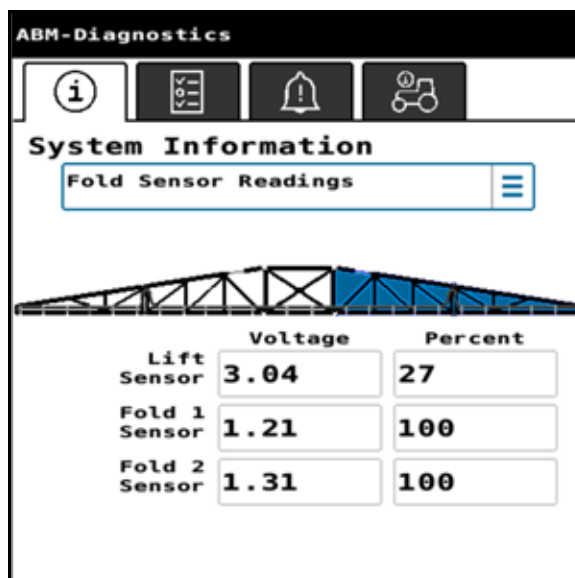 ABM-Diagnostics
System Information
Fold Sensor Readings
Voltage Percent
Lift Sensor 3.04 27
Fold 1 Sensor 1.21 100
Fold 2 Sensor 1.31 100